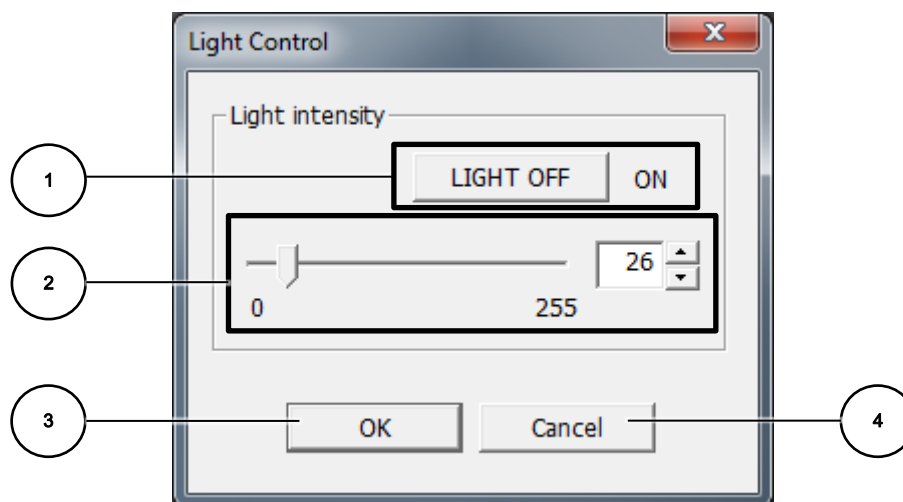 Light Control
X
Light intensity
1
LIGHT OFF ON
2
26
0 255
3
OK Cancel
4